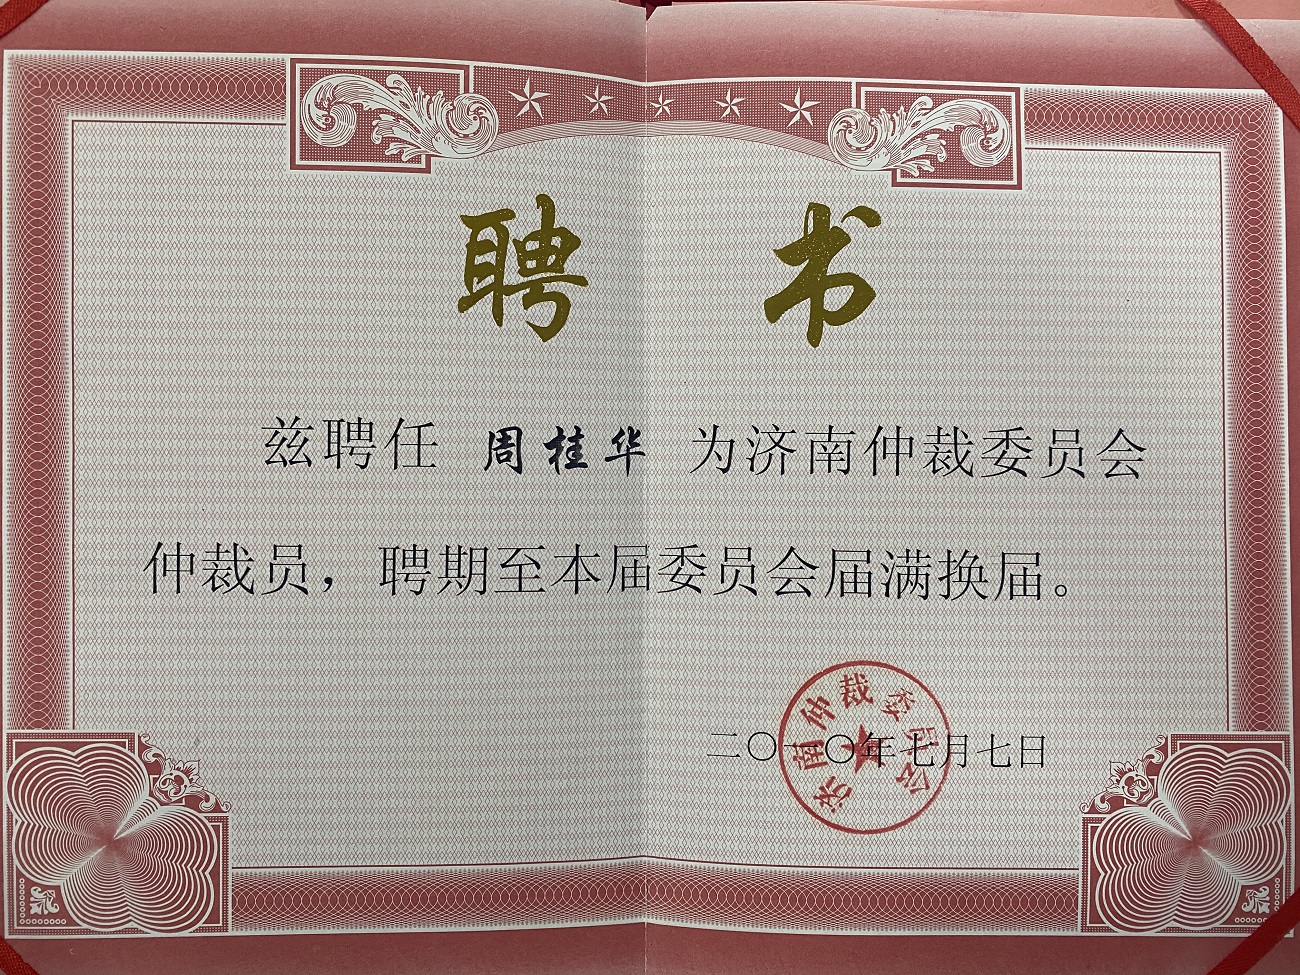 聘书
兹聘任 周桂华 为济南仲裁委员会
仲裁员，聘期至本届委员会届满换届。
济南仲裁委员会
二〇一〇年七月七日